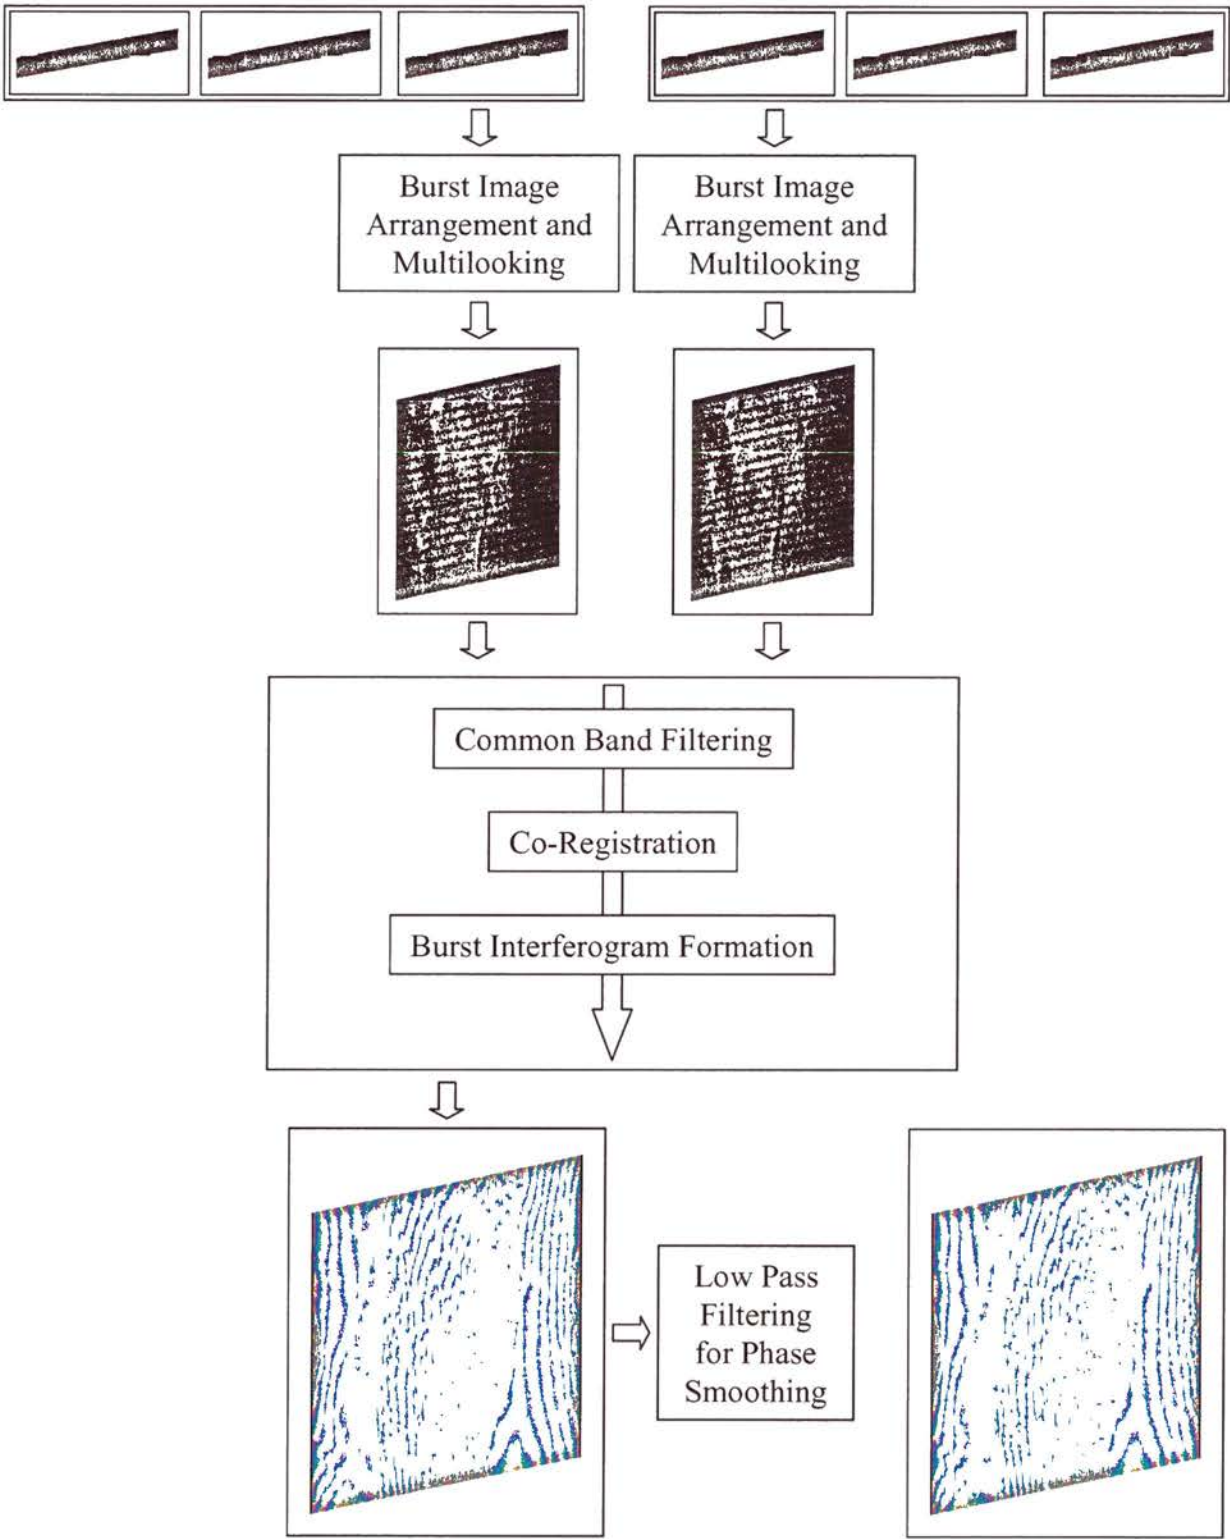 Burst Image
Arrangement and
Multilooking
Burst Image
Arrangement and
Multilooking
Common Band Filtering
Co-Registration
Burst Interferogram Formation
Low Pass
Filtering
for Phase
Smoothing